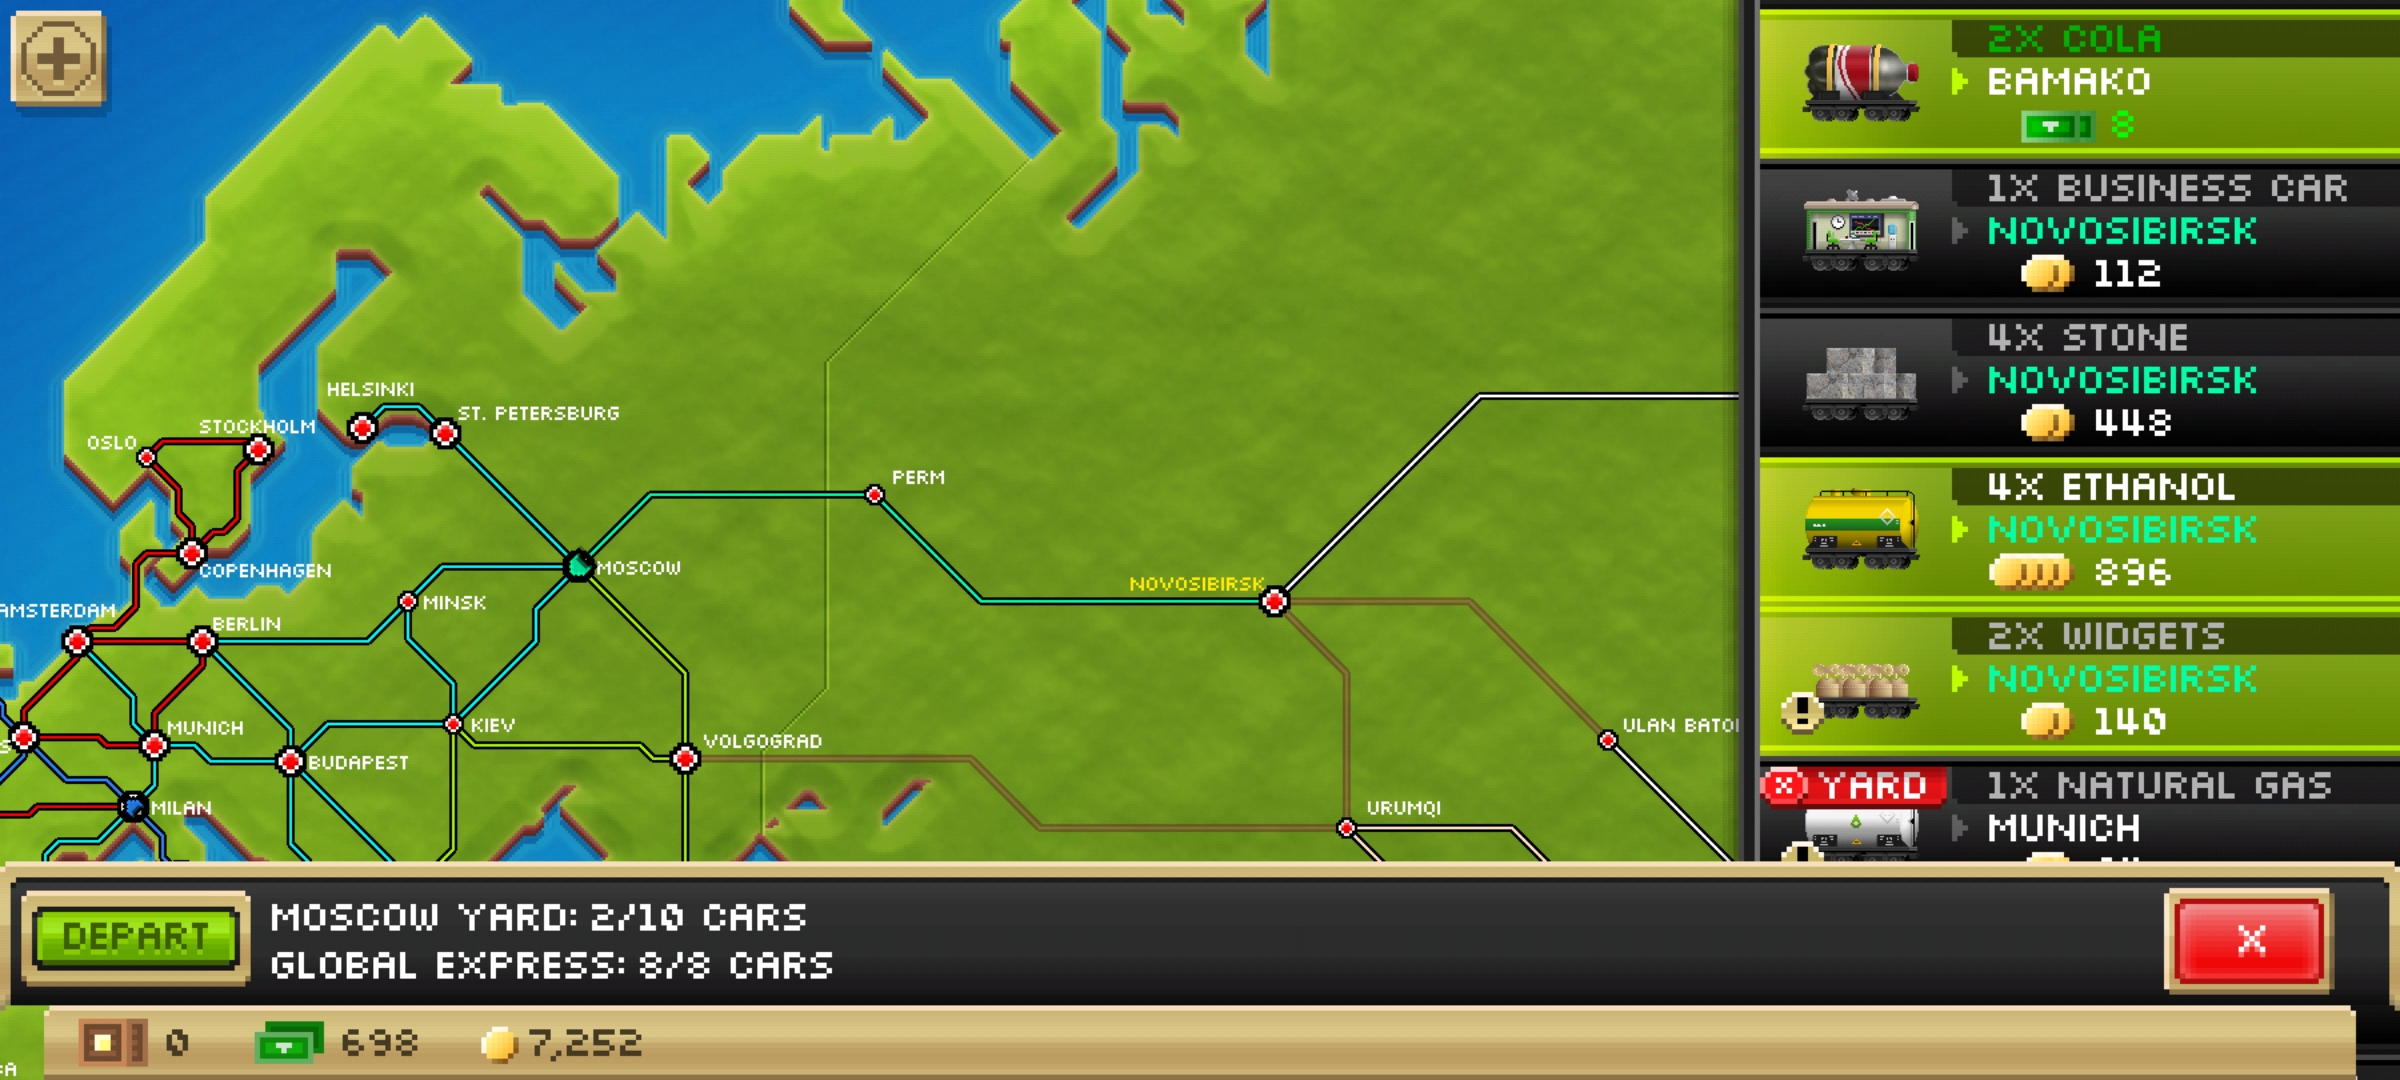 HELSINKI
ST. PETERSBURG
STOCKHOLM
OSLO
PERM
COPENHAGEN
MOSCOW
NOVOSIBIRSK
AMSTERDAM
MINSK
BERLIN
MUNICH
KIEV
ULAN BATO
BUDAPEST
VOLGOGRAD
MILAN
URUMQI
2X COLA
BAMAKO
8
1X BUSINESS CAR
NOVOSIBIRSK
112
4X STONE
NOVOSIBIRSK
448
4X ETHANOL
NOVOSIBIRSK
896
2X WIDGETS
NOVOSIBIRSK
140
X YARD
1X NATURAL GAS
MUNICH
DEPART
MOSCOW YARD: 2/10 CARS
GLOBAL EXPRESS: 8/8 CARS
X
0
698
7,252